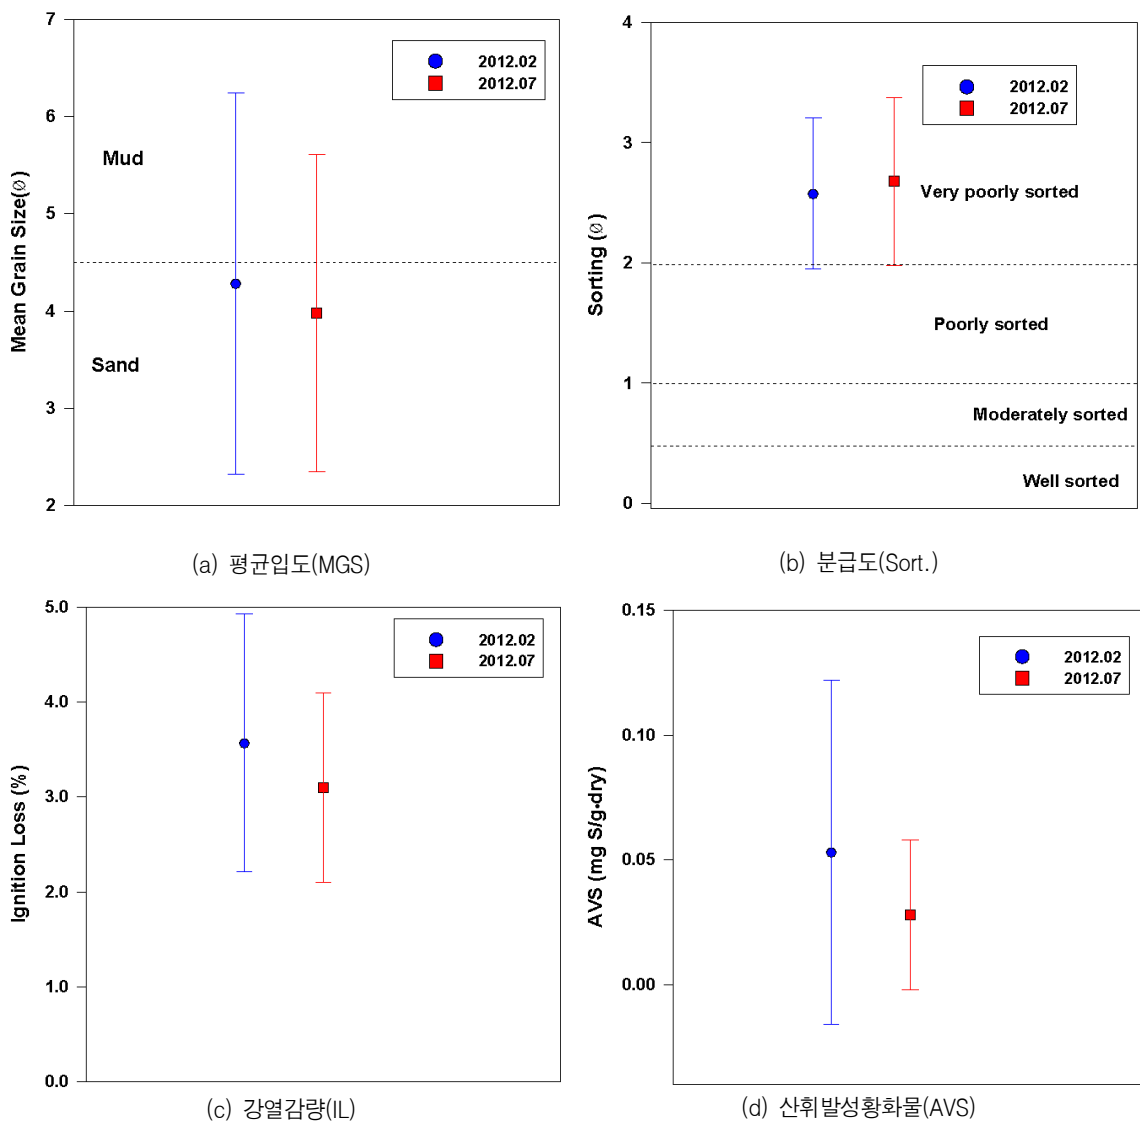 7
6
5
4
3
2
Mean Grain Size(∅)
Mud
Sand
2012.02
2012.07
(a) 평균입도(MGS)
4
3
2
1
0
Sorting (∅)
2012.02
2012.07
Very poorly sorted
Poorly sorted
Moderately sorted
Well sorted
(b) 분급도(Sort.)
5.0
4.0
3.0
2.0
1.0
0.0
Ignition Loss (%)
2012.02
2012.07
(c) 강열감량(IL)
0.15
0.10
0.05
0.00
AVS (mg S/g•dry)
2012.02
2012.07
(d) 산휘발성황화물(AVS)